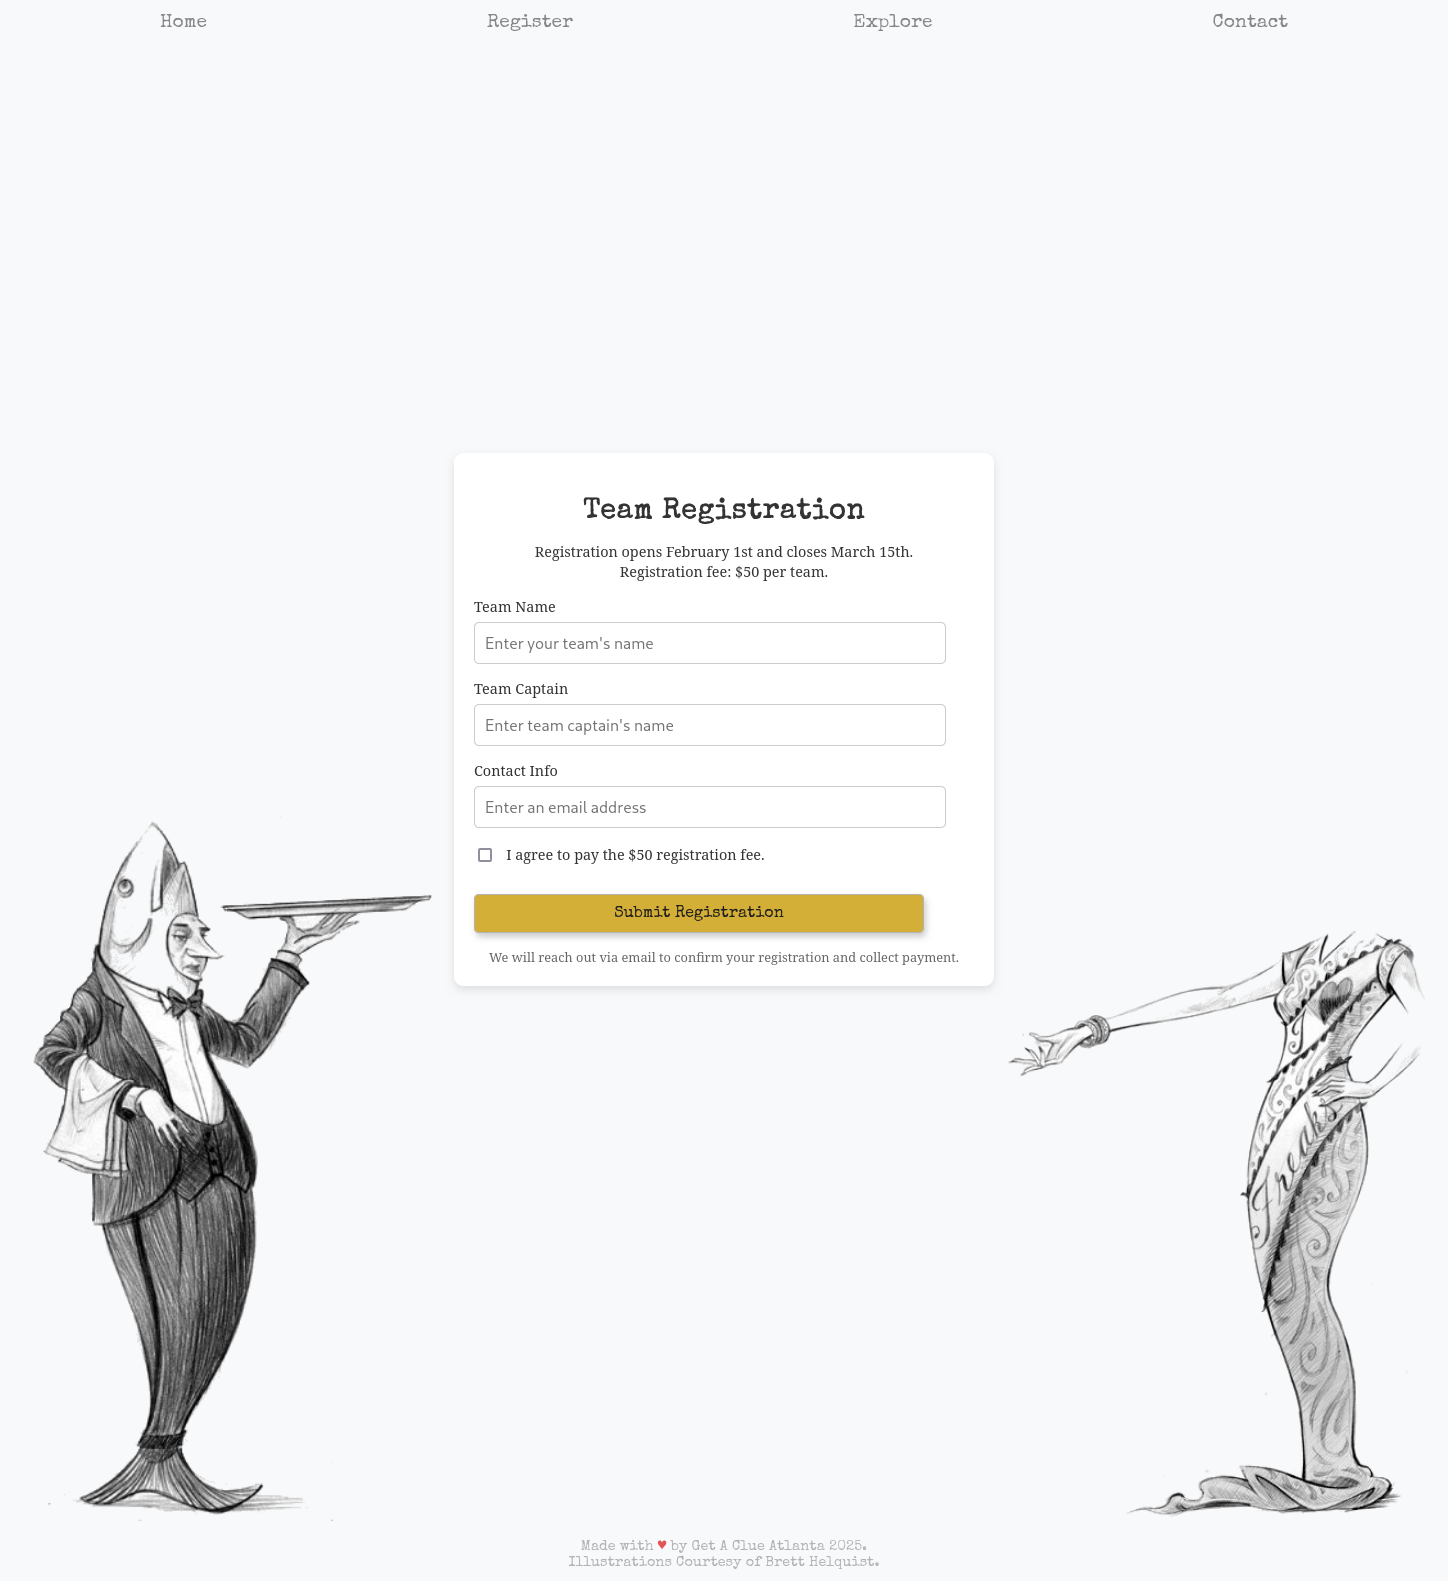 Home Register Explore Contact
Team Registration
Registration opens February 1st and closes March 15th.
Registration fee: $50 per team.
Team Name
Enter your team's name
Team Captain
Enter team captain's name
Contact Info
Enter an email address
I agree to pay the $50 registration fee.
Submit Registration
We will reach out via email to confirm your registration and collect payment.
Freaks
Made with ♥ by Get A Clue Atlanta 2025.
Illustrations Courtesy of Brett Helquist.